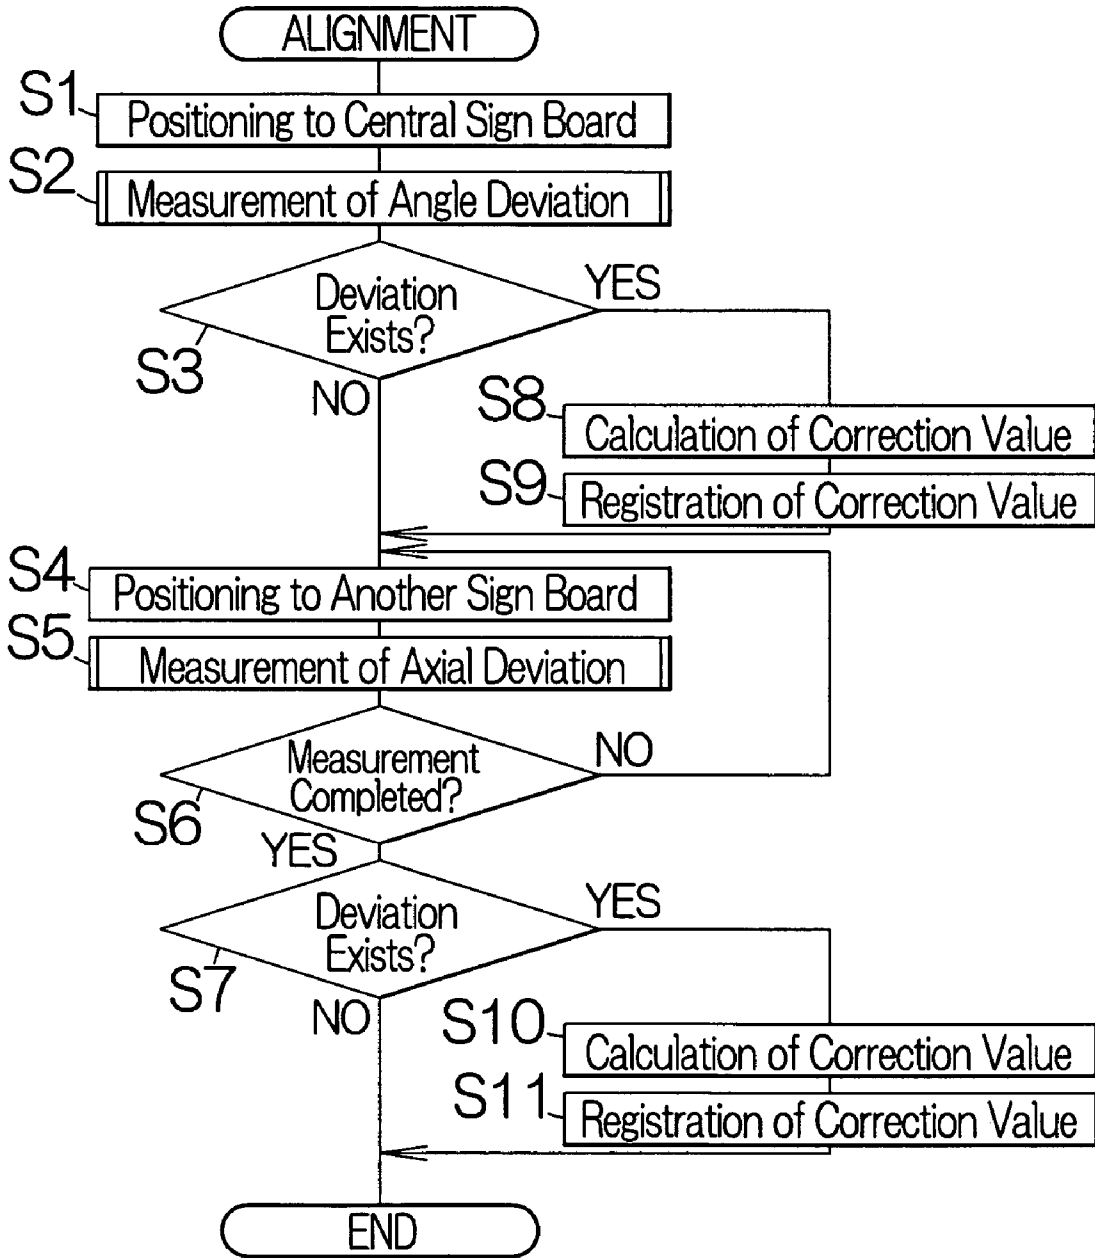 ALIGNMENT
S1
Positioning to Central Sign Board
S2
Measurement of Angle Deviation
Deviation
Exists?
YES
S3
NO
S8
Calculation of Correction Value
S9
Registration of Correction Value
S4
Positioning to Another Sign Board
S5
Measurement of Axial Deviation
Measurement
Completed?
NO
S6
YES
Deviation
Exists?
YES
S7
NO
S10
Calculation of Correction Value
S11
Registration of Correction Value
END